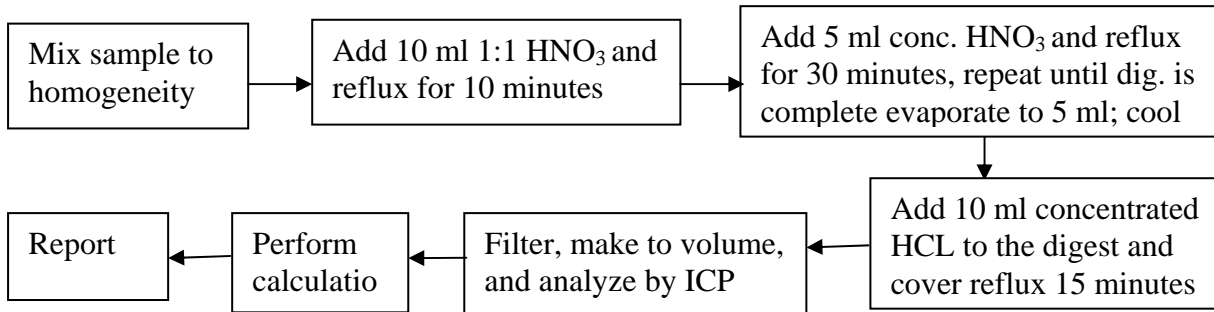 Mix sample to
homogeneity
Add 10 ml 1:1 HNO₃ and
reflux for 10 minutes
Add 5 ml conc. HNO₃ and reflux
for 30 minutes, repeat until dig. is
complete evaporate to 5 ml; cool
Add 10 ml concentrated
HCL to the digest and
cover reflux 15 minutes
Filter, make to volume,
and analyze by ICP
Perform
calculatio
Report